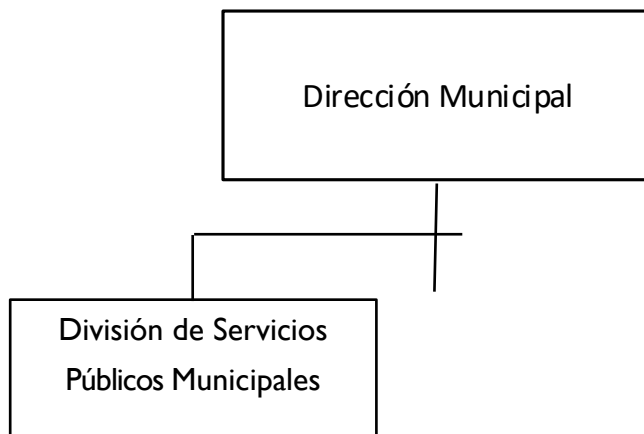 Dirección Municipal
División de Servicios
Públicos Municipales